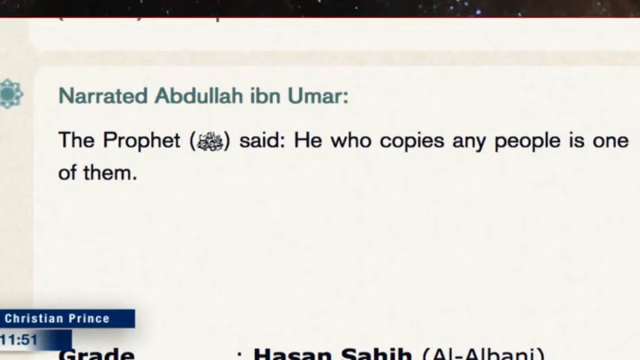 Narrated Abdullah ibn Umar:
The Prophet (ﷺ) said: He who copies any people is one
of them.
Christian Prince
11:51
Grade : Hasan Sahih (Al-Albani)